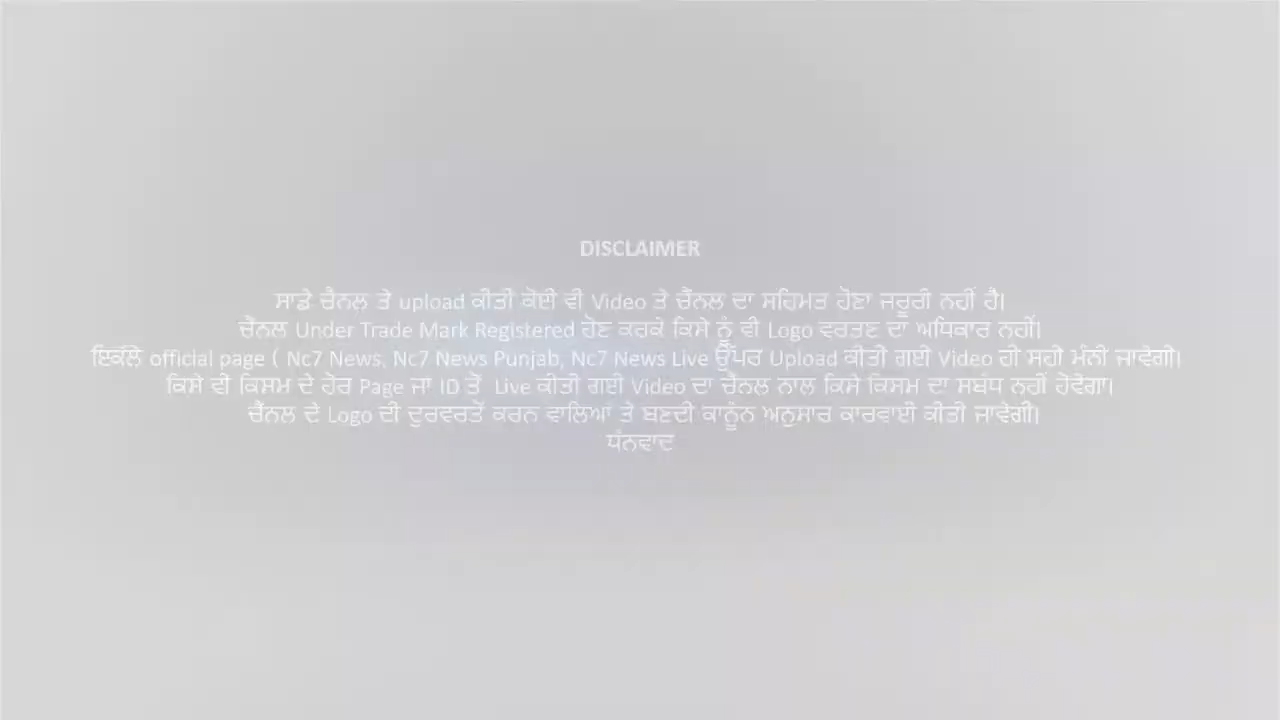 DISCLAIMER
ਸਾਡੇ ਚੈਨਲ ਤੇ upload ਕੀਤੀ ਕੋਈ ਵੀ Video ਤੇ ਚੈਂਨਲ ਦਾ ਸਹਿਮਤ ਹੋਣਾ ਜਰੂਰੀ ਨਹੀਂ ਹੈ।
ਚੈਂਨਲ Under Trade Mark Registered ਹੋਣ ਕਰਕੇ ਕਿਸੇ ਨੂੰ ਵੀ Logo ਵਰਤਣ ਦਾ ਅਧਿਕਾਰ ਨਹੀਂ।
ਇਕੱਲੇ official page ( Nc7 News, Nc7 News Punjab, Nc7 News Live ਉੱਪਰ Upload ਕੀਤੀ ਗਈ Video ਹੀ ਸਹੀ ਮੰਨੀ ਜਾਵੇਗੀ।
ਕਿਸੇ ਵੀ ਕਿਸਮ ਦੇ ਹੋਰ Page ਜਾ ID ਤੋਂ Live ਕੀਤੀ ਗਈ Video ਦਾ ਚੈਂਨਲ ਨਾਲ ਕਿਸੇ ਕਿਸਮ ਦਾ ਸਬੰਧ ਨਹੀਂ ਹੋਵੇਗਾ।
ਚੈਂਨਲ ਦੇ Logo ਦੀ ਦੁਰਵਰਤੋਂ ਕਰਨ ਵਾਲਿਆਂ ਤੇ ਬਣਦੀ ਕਾਨੂੰਨ ਅਨੁਸਾਰ ਕਾਰਵਾਈ ਕੀਤੀ ਜਾਵੇਗੀ।
ਧੰਨਵਾਦ